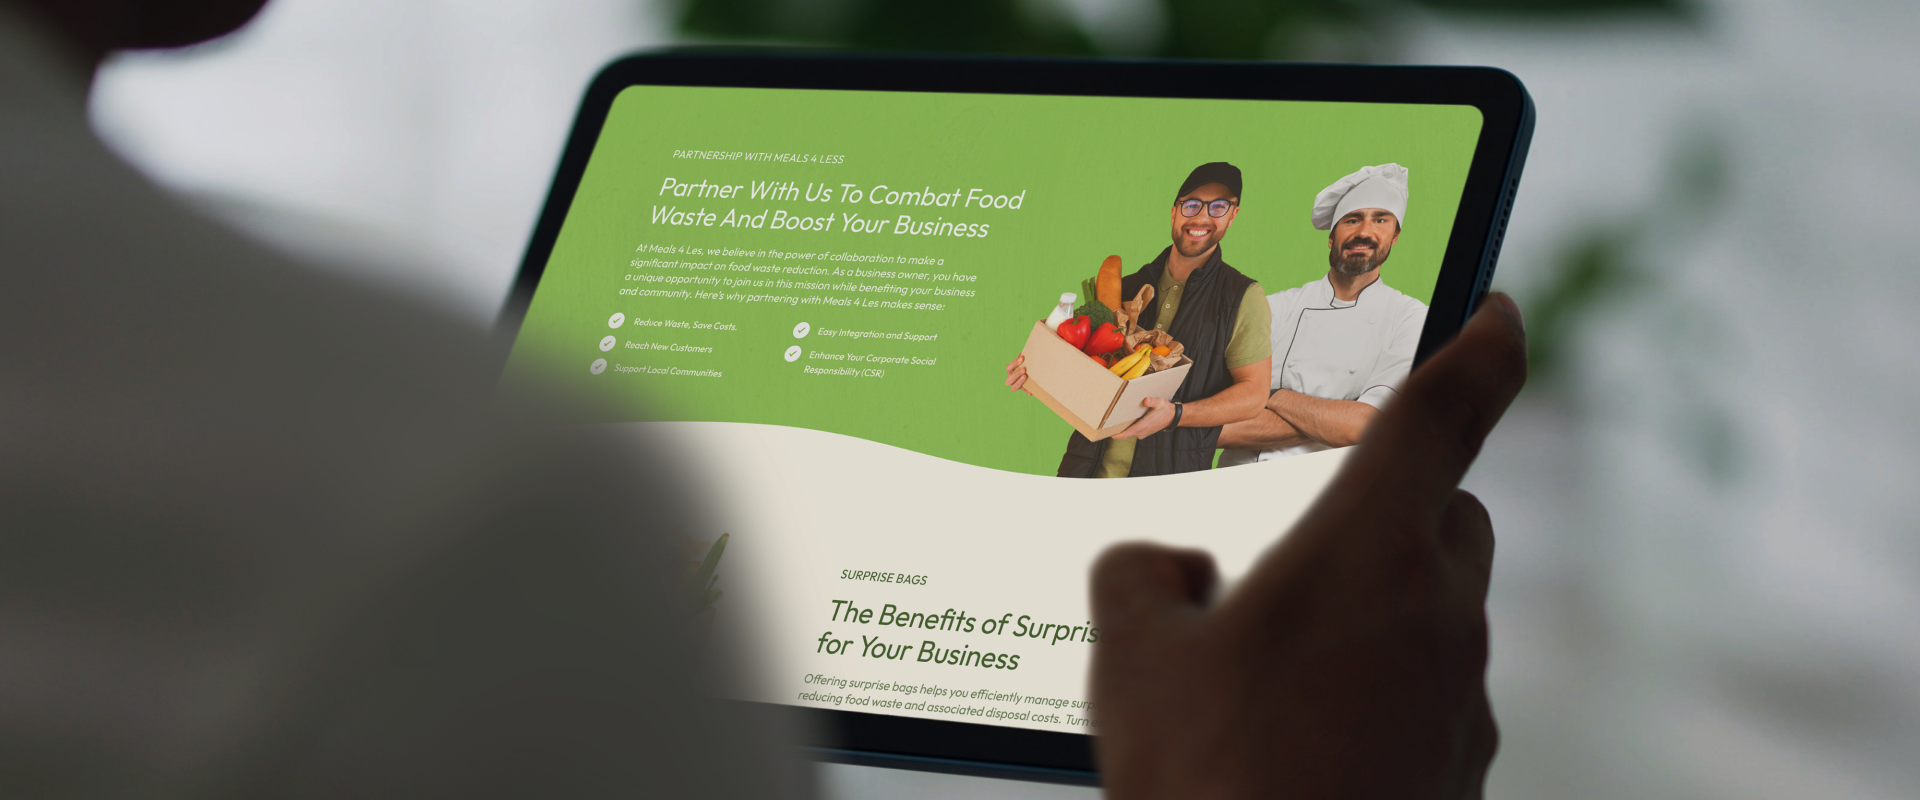 PARTNERSHIP WITH MEALS 4 LESS
Partner With Us To Combat Food
Waste And Boost Your Business
At Meals 4 Les, we believe in the power of collaboration to make a
significant impact on food waste reduction. As a business owner, you have
a unique opportunity to join us in this mission while benefiting your business
and community. Here's why partnering with Meals 4 Les makes sense:
Reduce Waste, Save Costs.
Reach New Customers
Support Local Communities
Easy Integration and Support
Enhance Your Corporate Social
Responsibility (CSR)
SURPRISE BAGS
The Benefits of
for Your Business
Offering surprise bags helps you efficiently manage
reducing food waste and associated disposal costs. Turn